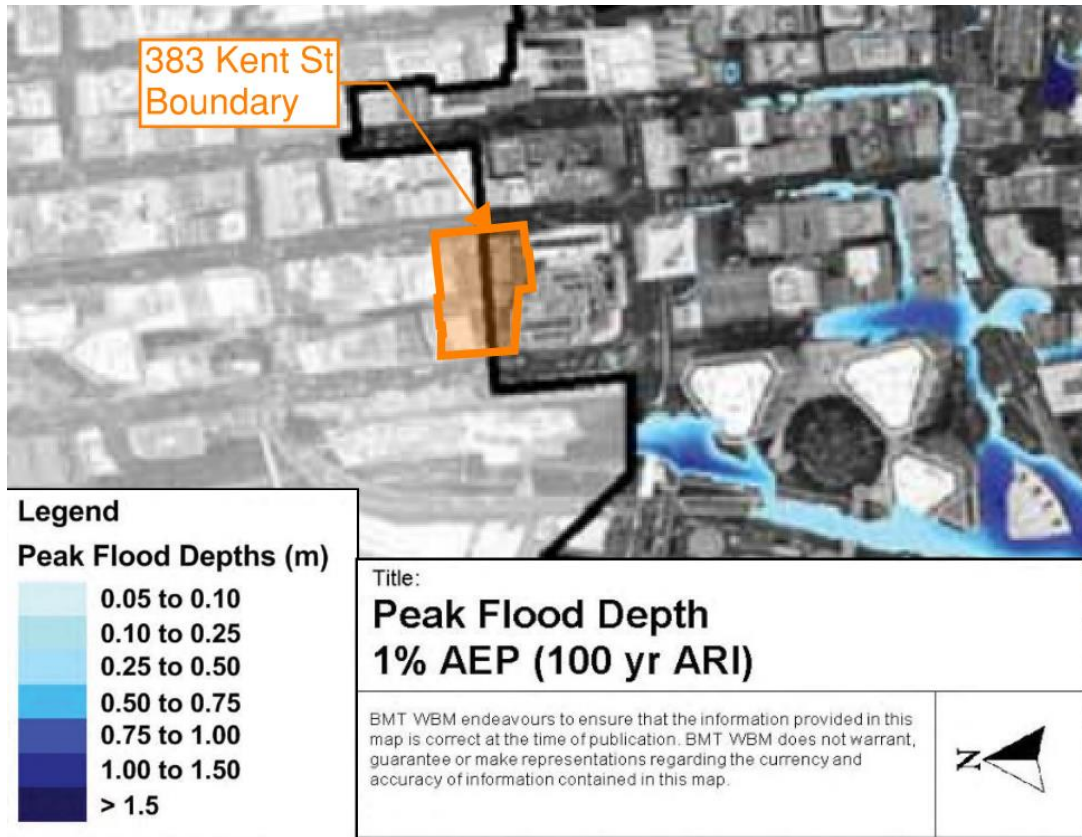 383 Kent St
Boundary
Legend
Peak Flood Depths (m)
0.05 to 0.10
0.10 to 0.25
0.25 to 0.50
0.50 to 0.75
0.75 to 1.00
1.00 to 1.50
> 1.5
Title:
Peak Flood Depth
1% AEP (100 yr ARI)
BMT WBM endeavours to ensure that the information provided in this
map is correct at the time of publication. BMT WBM does not warrant,
guarantee or make representations regarding the currency and
accuracy of information contained in this map.
N